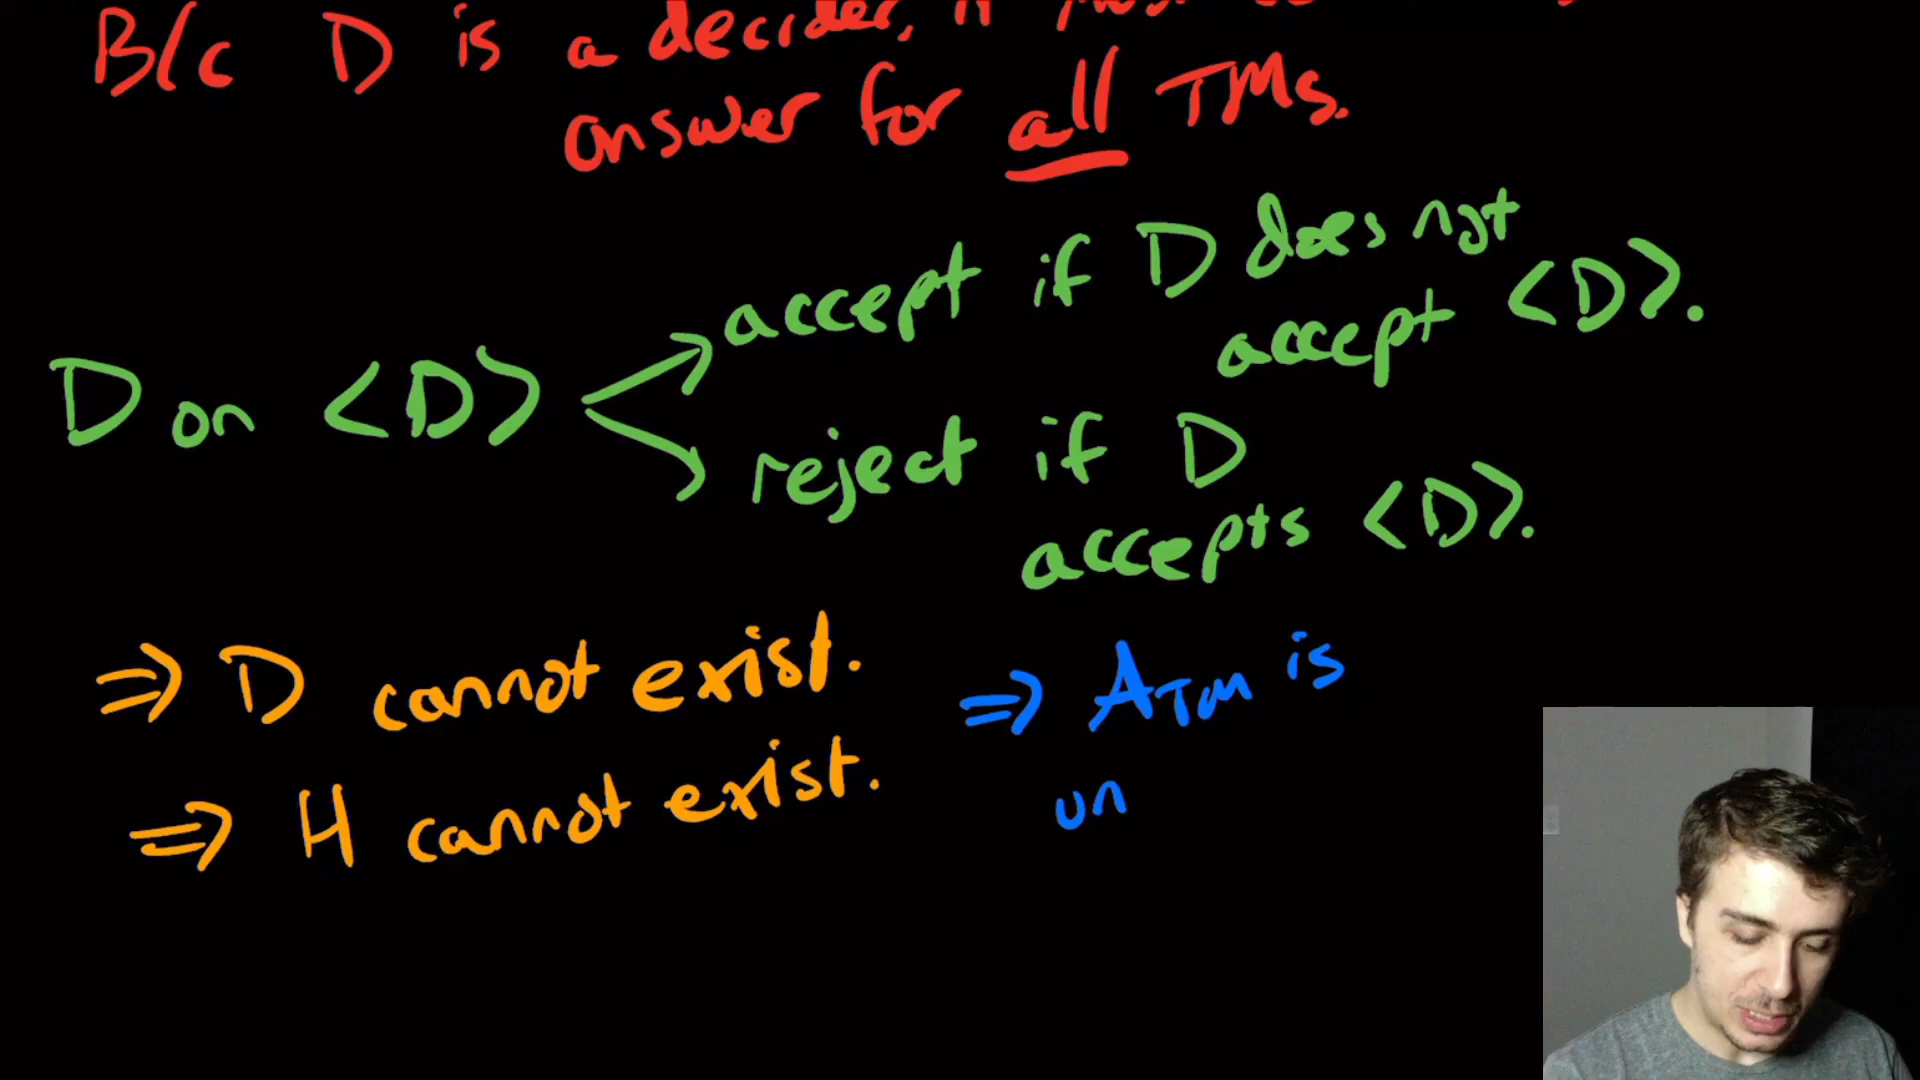 B/c D is a decider,
answer for all TMs.
accept if D does not
accept <D>.
D on <D>
reject if D
accepts <D>.
⇒ D cannot exist.
⇒ H cannot exist.
⇒ A_TM is
un